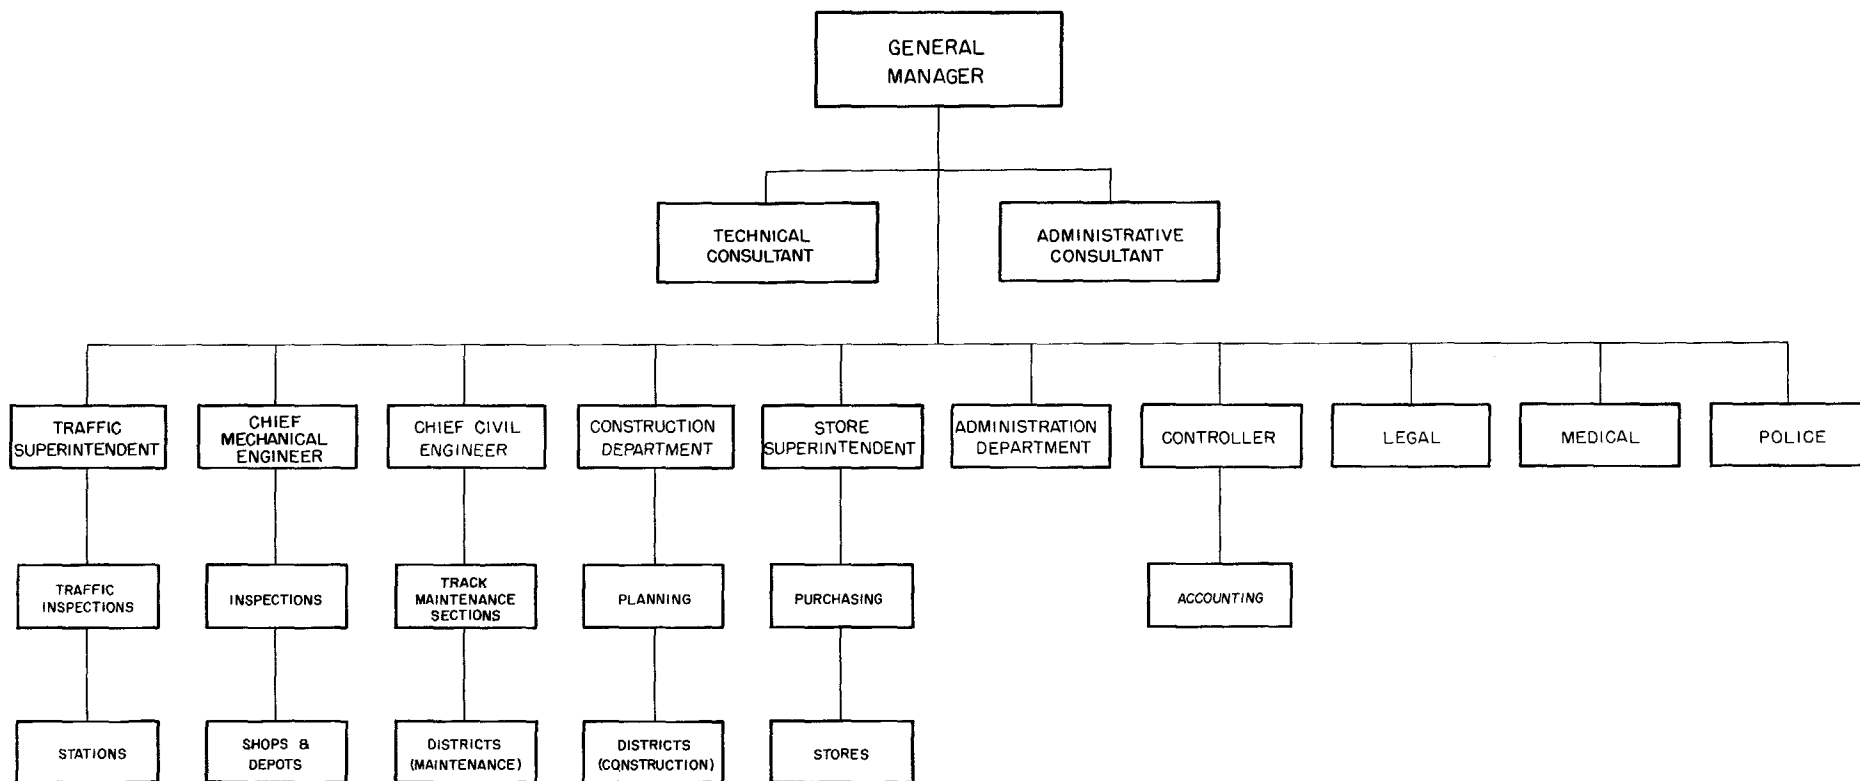 GENERAL
MANAGER
TECHNICAL
CONSULTANT
ADMINISTRATIVE
CONSULTANT
TRAFFIC
SUPERINTENDENT
CHIEF
MECHANICAL
ENGINEER
CHIEF CIVIL
ENGINEER
CONSTRUCTION
DEPARTMENT
STORE
SUPERINTENDENT
ADMINISTRATION
DEPARTMENT
CONTROLLER
LEGAL
MEDICAL
POLICE
TRAFFIC
INSPECTIONS
INSPECTIONS
TRACK
MAINTENANCE
SECTIONS
PLANNING
PURCHASING
ACCOUNTING
STATIONS
SHOPS &
DEPOTS
DISTRICTS
(MAINTENANCE)
DISTRICTS
(CONSTRUCTION)
STORES